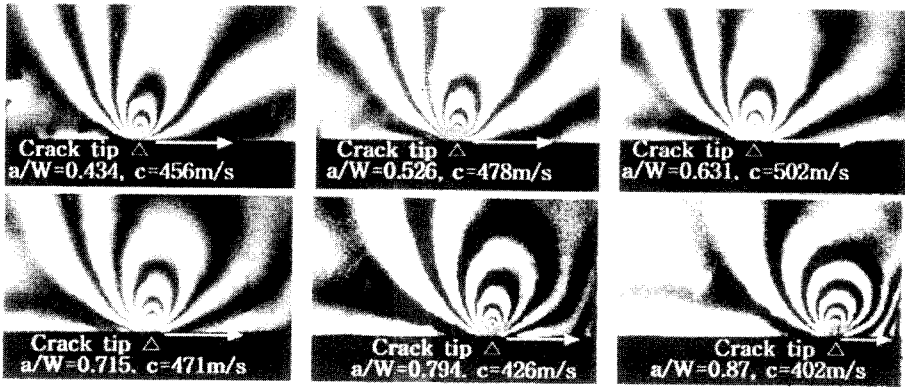 Crack tip △
a/W=0.434, c=456m/s
Crack tip △
a/W=0.526, c=478m/s
Crack tip △
a/W=0.631, c=502m/s
Crack tip △
a/W=0.715. c=471m/s
Crack tip △
a/W=0.794. c=426m/s
Crack tip △
a/W=0.87, c=402m/s